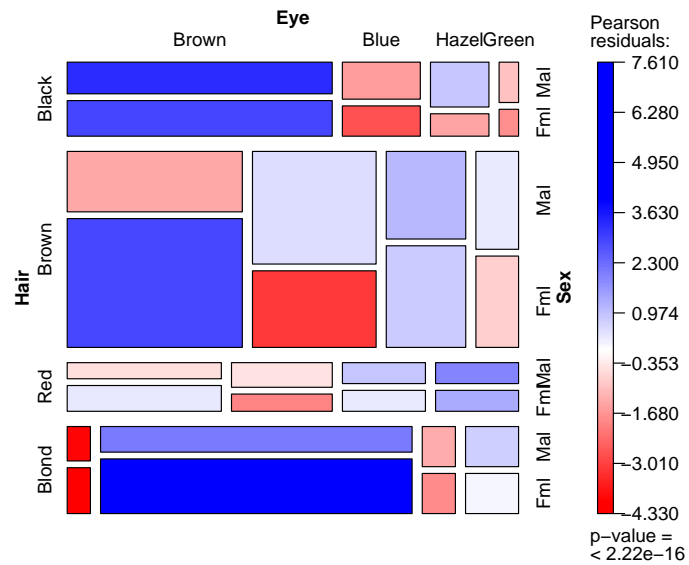 Eye
Brown Blue Hazel Green
Hair
Black
Brown
Red
Blond
Mal
Fml
Mal
Fml
Mal
Fml
Mal
Fml
Sex
Pearson
residuals:
7.610
6.280
4.950
3.630
2.300
0.974
−0.353
−1.680
−3.010
−4.330
p−value =
< 2.22e−16